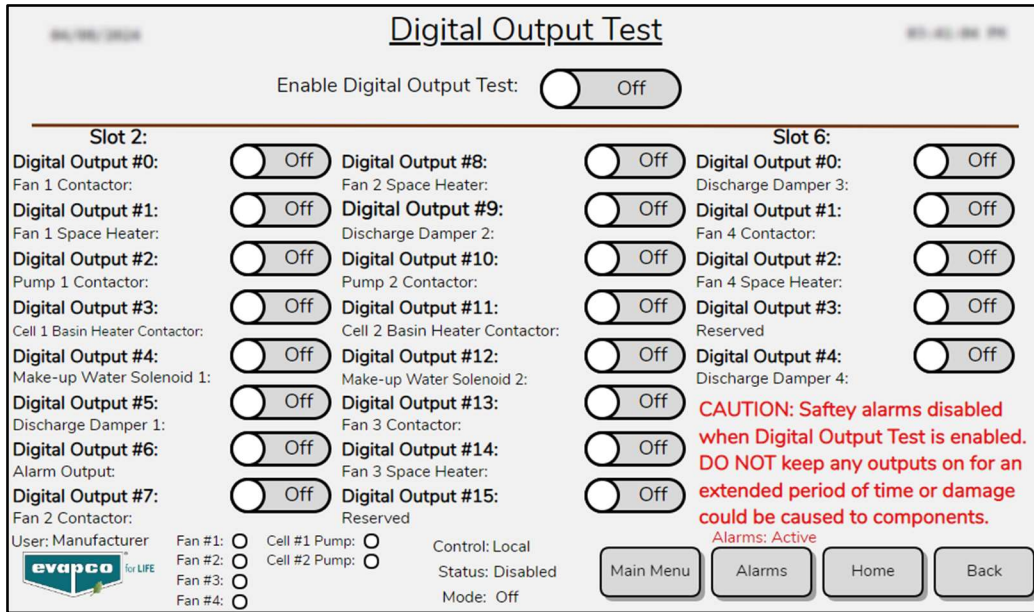 Digital Output Test
Enable Digital Output Test: Off
Slot 2:
Digital Output #0: Off
Fan 1 Contactor:
Digital Output #1: Off
Fan 1 Space Heater:
Digital Output #2: Off
Pump 1 Contactor:
Digital Output #3: Off
Cell 1 Basin Heater Contactor:
Digital Output #4: Off
Make-up Water Solenoid 1:
Digital Output #5: Off
Discharge Damper 1:
Digital Output #6: Off
Alarm Output:
Digital Output #7: Off
Fan 2 Contactor:
Digital Output #8: Off
Fan 2 Space Heater:
Digital Output #9: Off
Discharge Damper 2:
Digital Output #10: Off
Pump 2 Contactor:
Digital Output #11: Off
Cell 2 Basin Heater Contactor:
Digital Output #12: Off
Make-up Water Solenoid 2:
Digital Output #13: Off
Fan 3 Contactor:
Digital Output #14: Off
Fan 3 Space Heater:
Digital Output #15: Off
Reserved
Slot 6:
Digital Output #0: Off
Discharge Damper 3:
Digital Output #1: Off
Fan 4 Contactor:
Digital Output #2: Off
Fan 4 Space Heater:
Digital Output #3: Off
Reserved
Digital Output #4: Off
Discharge Damper 4:
CAUTION: Saftey alarms disabled
when Digital Output Test is enabled.
DO NOT keep any outputs on for an
extended period of time or damage
could be caused to components.
Alarms: Active
User: Manufacturer
evapco for LIFE
Fan #1:
Fan #2:
Fan #3:
Fan #4:
Cell #1 Pump:
Cell #2 Pump:
Control: Local
Status: Disabled
Mode: Off
Main Menu
Alarms
Home
Back